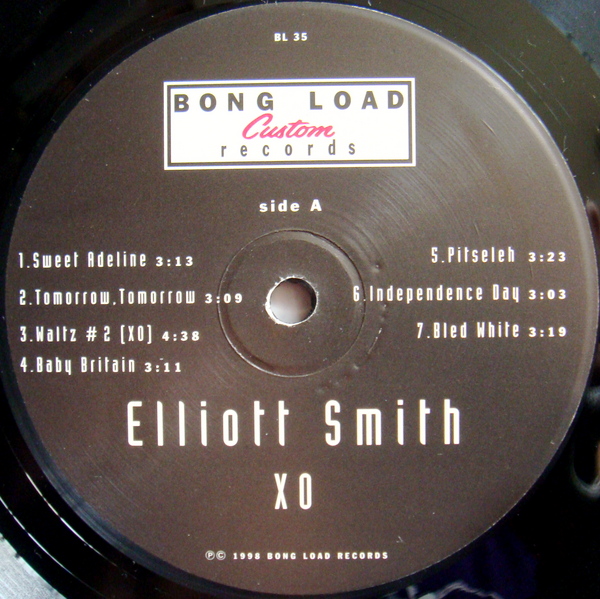 BL 35
BONG LOAD
Custom
records
side A
1.Sweet Adeline 3:13
2.Tomorrow,Tomorrow 3:09
3.Waltz #2 (XO) 4:38
4.Baby Britain 3:11
5.Pitseleh 3:23
6.Independence Day 3:03
7.Bled White 3:19
Elliott Smith
XO
℗© 1998 BONG LOAD RECORDS